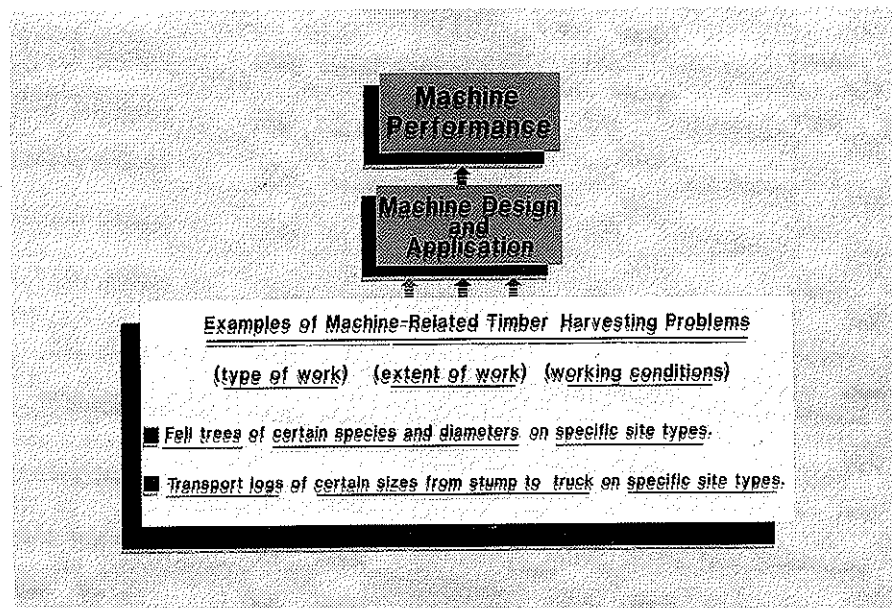 Machine
Performance
Machine Design
and
Application
Examples of Machine-Related Timber Harvesting Problems
(type of work) (extent of work) (working conditions)
Fell trees of certain species and diameters on specific site types.
Transport logs of certain sizes from stump to truck on specific site types.